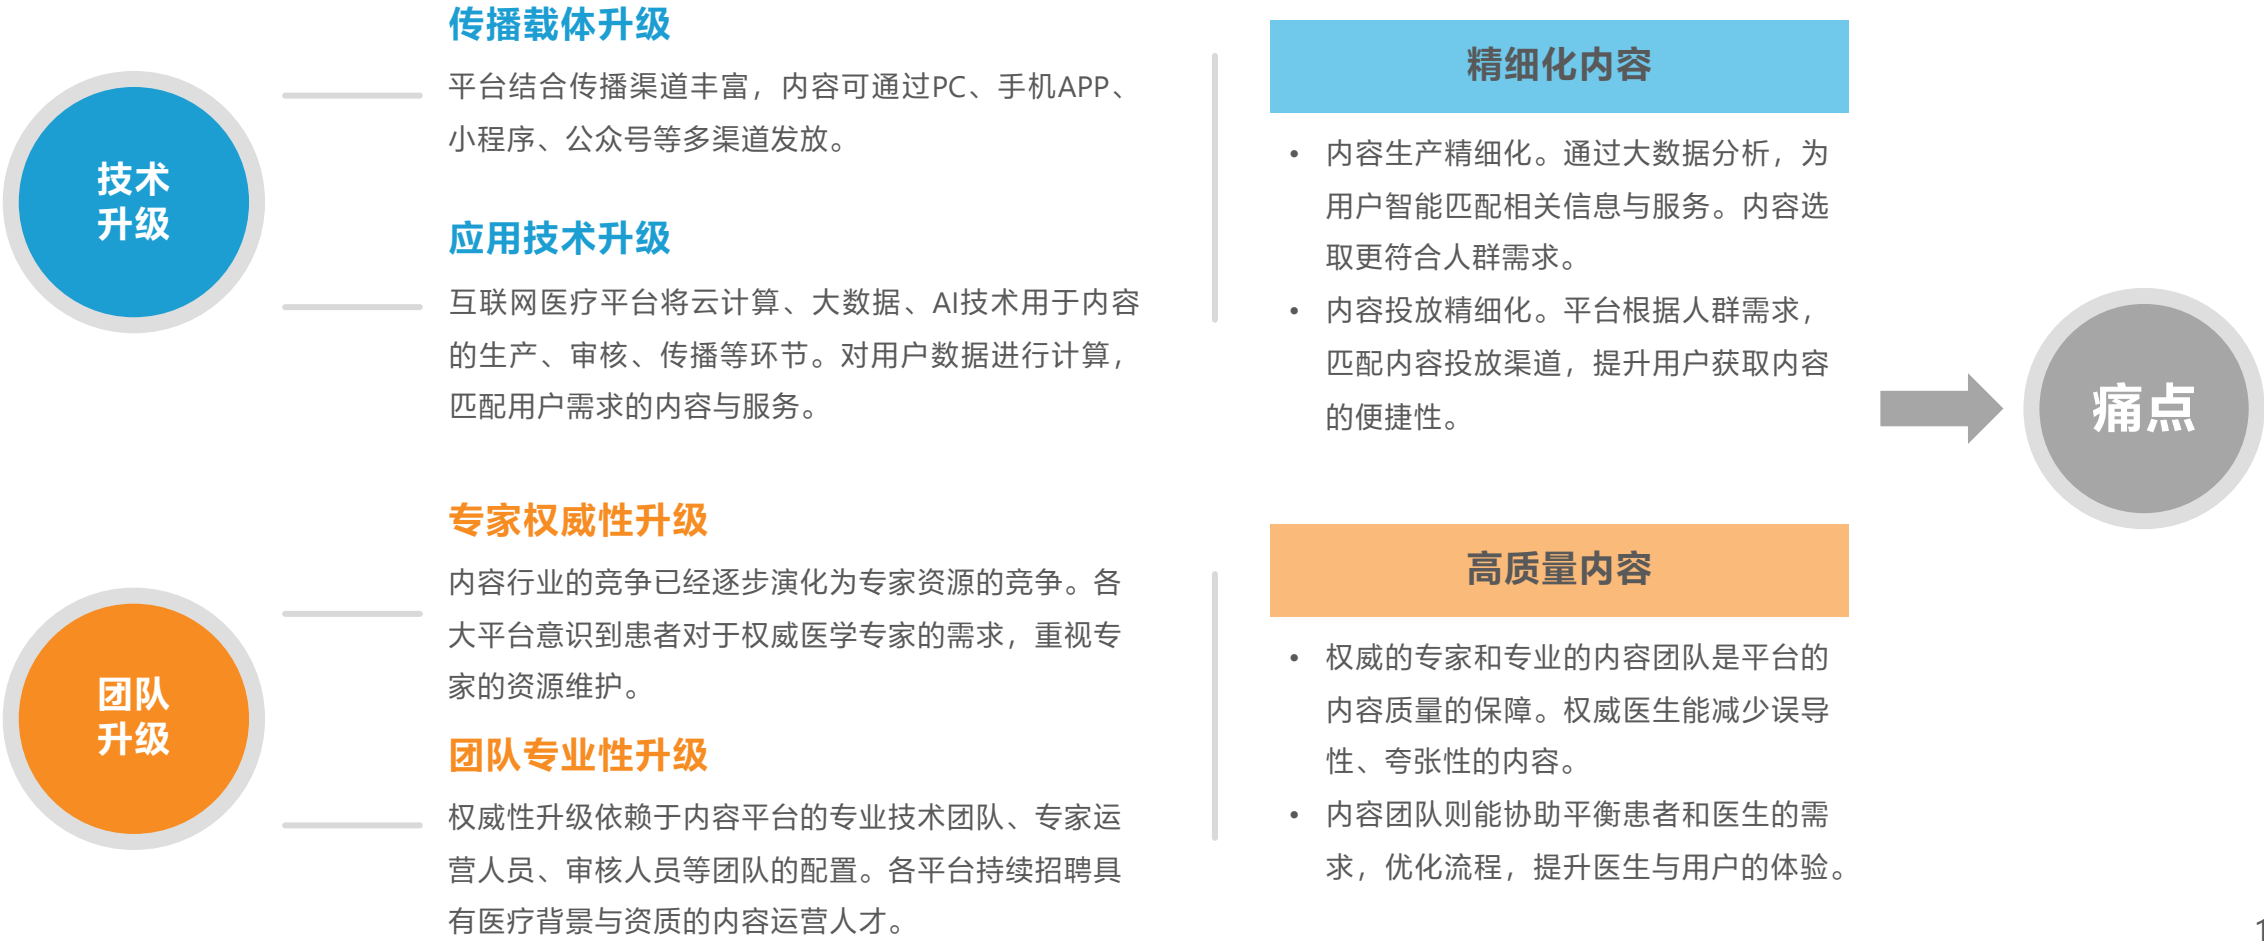 技术
升级
传播载体升级
平台结合传播渠道丰富，内容可通过PC、手机APP、
小程序、公众号等多渠道发放。
应用技术升级
互联网医疗平台将云计算、大数据、AI技术用于内容
的生产、审核、传播等环节。对用户数据进行计算，
匹配用户需求的内容与服务。
精细化内容
• 内容生产精细化。通过大数据分析，为
用户智能匹配相关信息与服务。内容选
取更符合人群需求。
• 内容投放精细化。平台根据人群需求，
匹配内容投放渠道，提升用户获取内容
的便捷性。
团队
升级
专家权威性升级
内容行业的竞争已经逐步演化为专家资源的竞争。各
大平台意识到患者对于权威医学专家的需求，重视专
家的资源维护。
团队专业性升级
权威性升级依赖于内容平台的专业技术团队、专家运
营人员、审核人员等团队的配置。各平台持续招聘具
有医疗背景与资质的内容运营人才。
高质量内容
• 权威的专家和专业的内容团队是平台的
内容质量的保障。权威医生能减少误导
性、夸张性的内容。
• 内容团队则能协助平衡患者和医生的需
求，优化流程，提升医生与用户的体验。
痛点